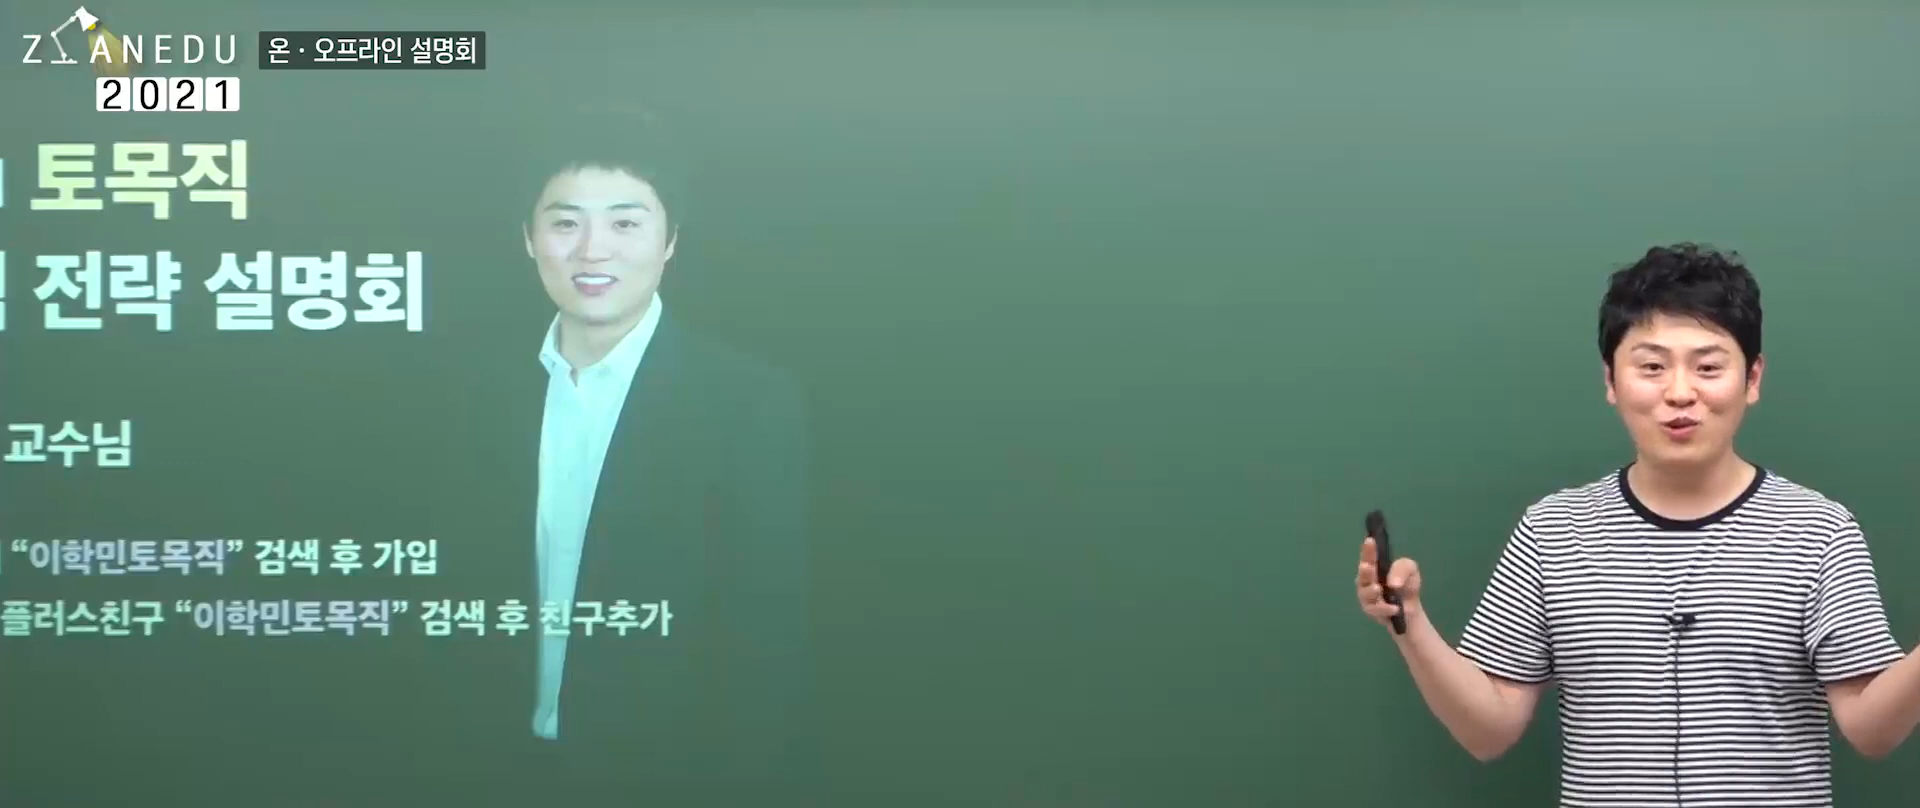 ZIANEDU 온·오프라인 설명회
2021
토목직
전략 설명회
교수님
“이학민토목직” 검색 후 가입
플러스친구 “이학민토목직” 검색 후 친구추가